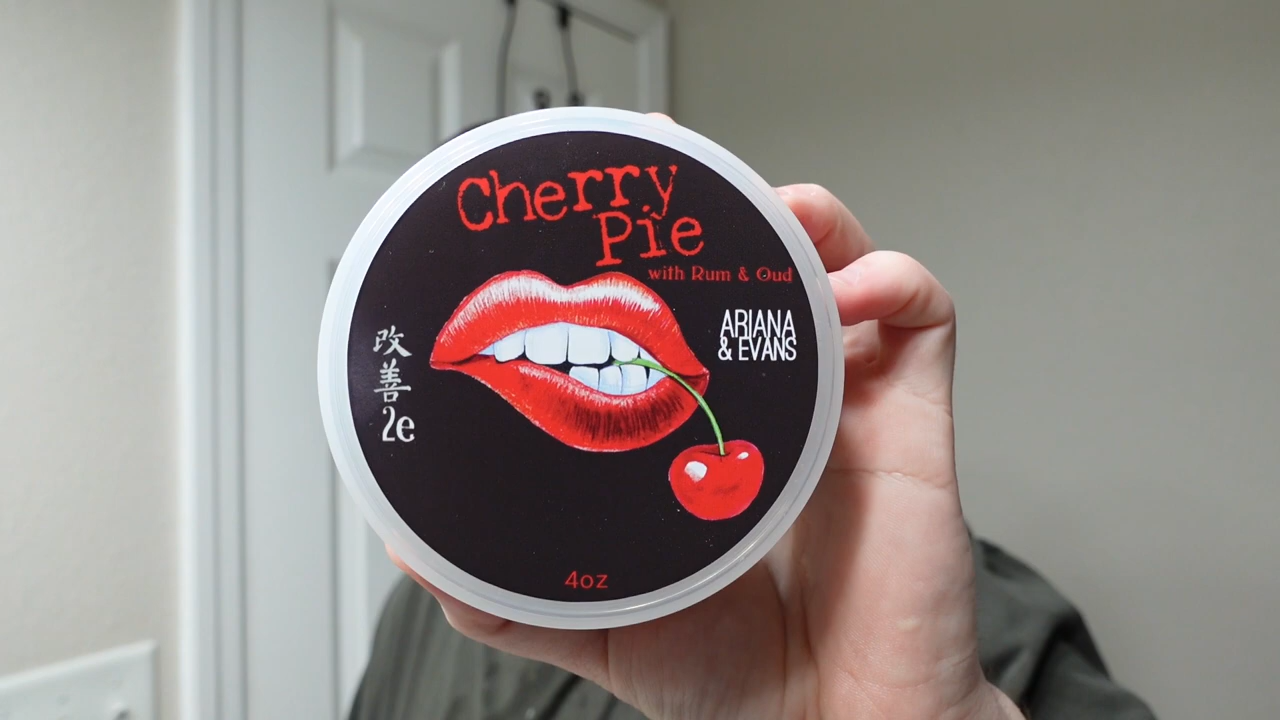 Cherry
Pie
with Rum & Oud
ARIANA
& EVANS
改
善
2e
4oz